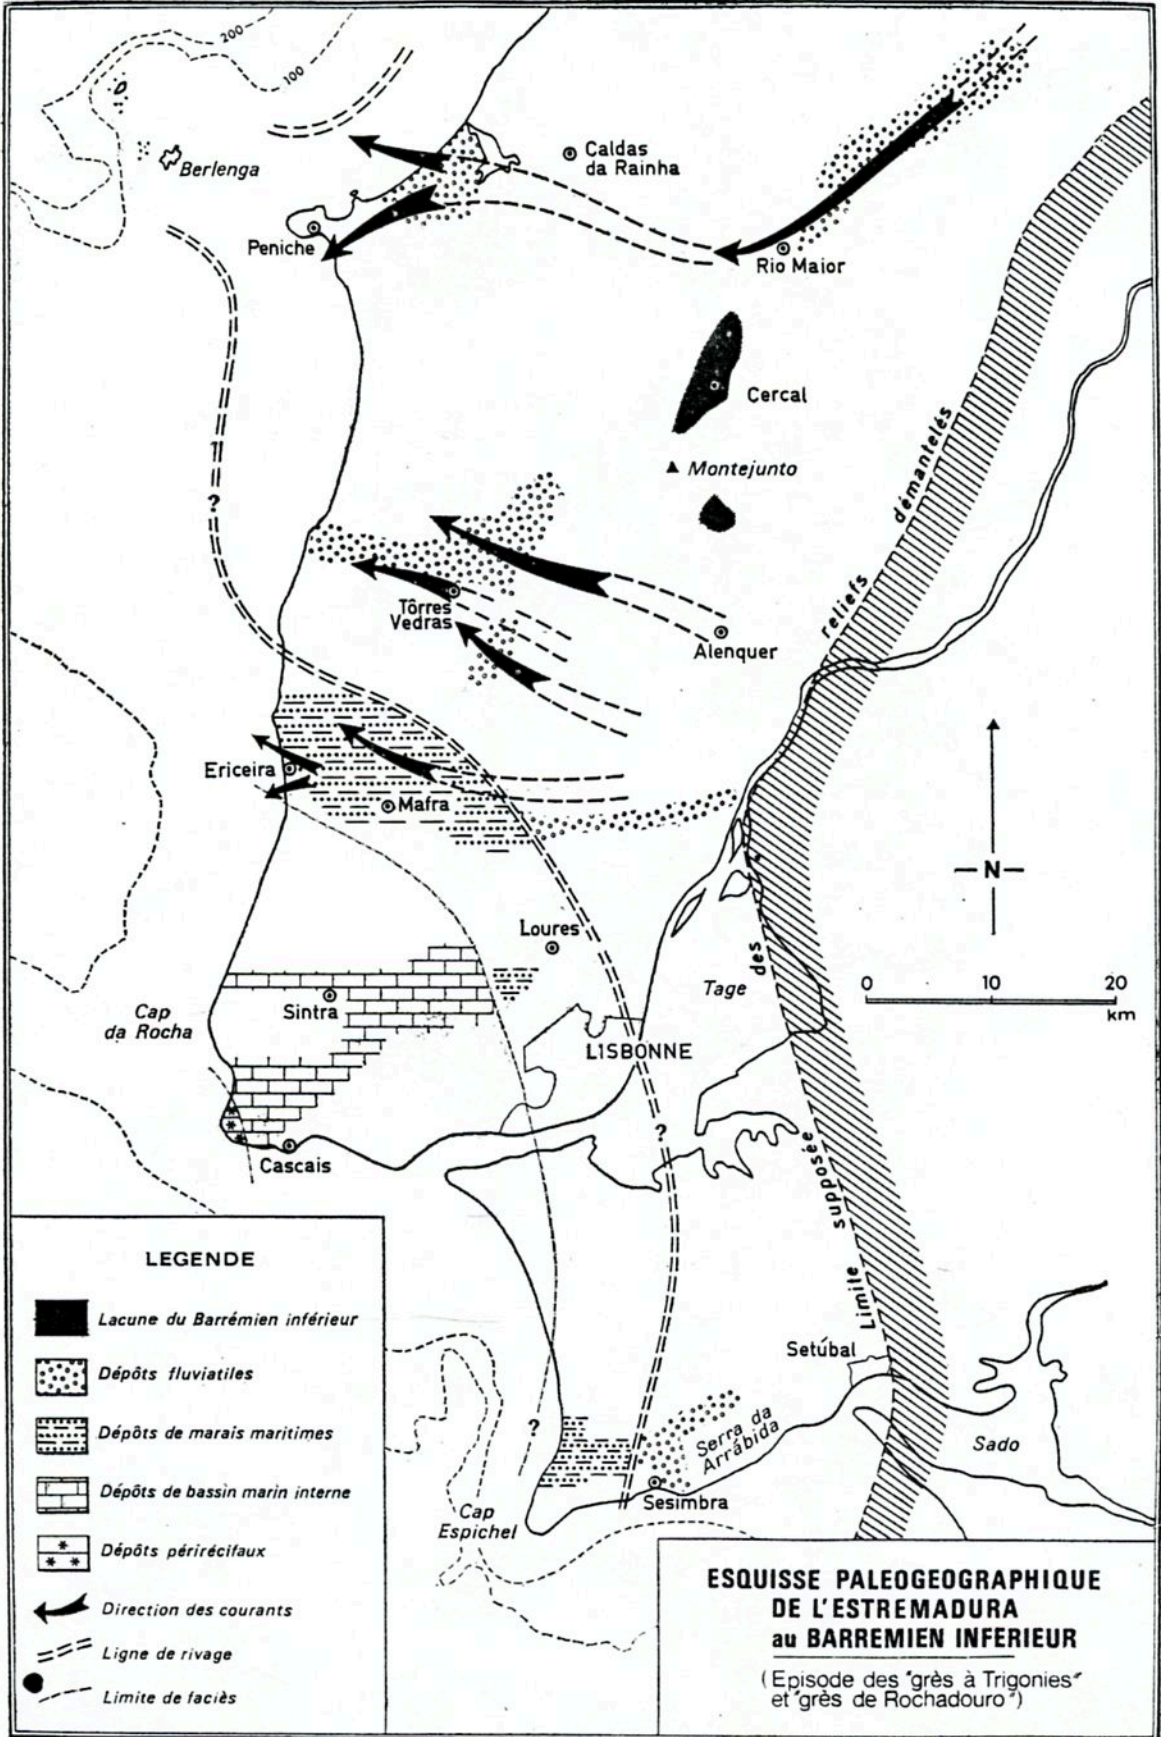 200
100
Berlenga
Caldas
da Rainha
Peniche
Rio Maior
Cercal
Montejunto
?
Tôrres
Vedras
Alenquer
Ericeira
Mafra
N
Loures
Tage
0 10 20
km
Sintra
Cap
da Rocha
LISBONNE
?
Cascais
Limile supposée des reliefs démantelés
Setúbal
?
Serra da
Arrábida
Sado
Sesimbra
Cap
Espichel
LEGENDE
Lacune du Barrémien inférieur
Dépôts fluviatiles
Dépôts de marais maritimes
Dépôts de bassin marin interne
Dépôts périrécifaux
Direction des courants
Ligne de rivage
Limite de faciès
ESQUISSE PALEOGEOGRAPHIQUE
DE L'ESTREMADURA
au BARREMIEN INFERIEUR
(Episode des "grès à Trigonies"
et "grès de Rochadouro")